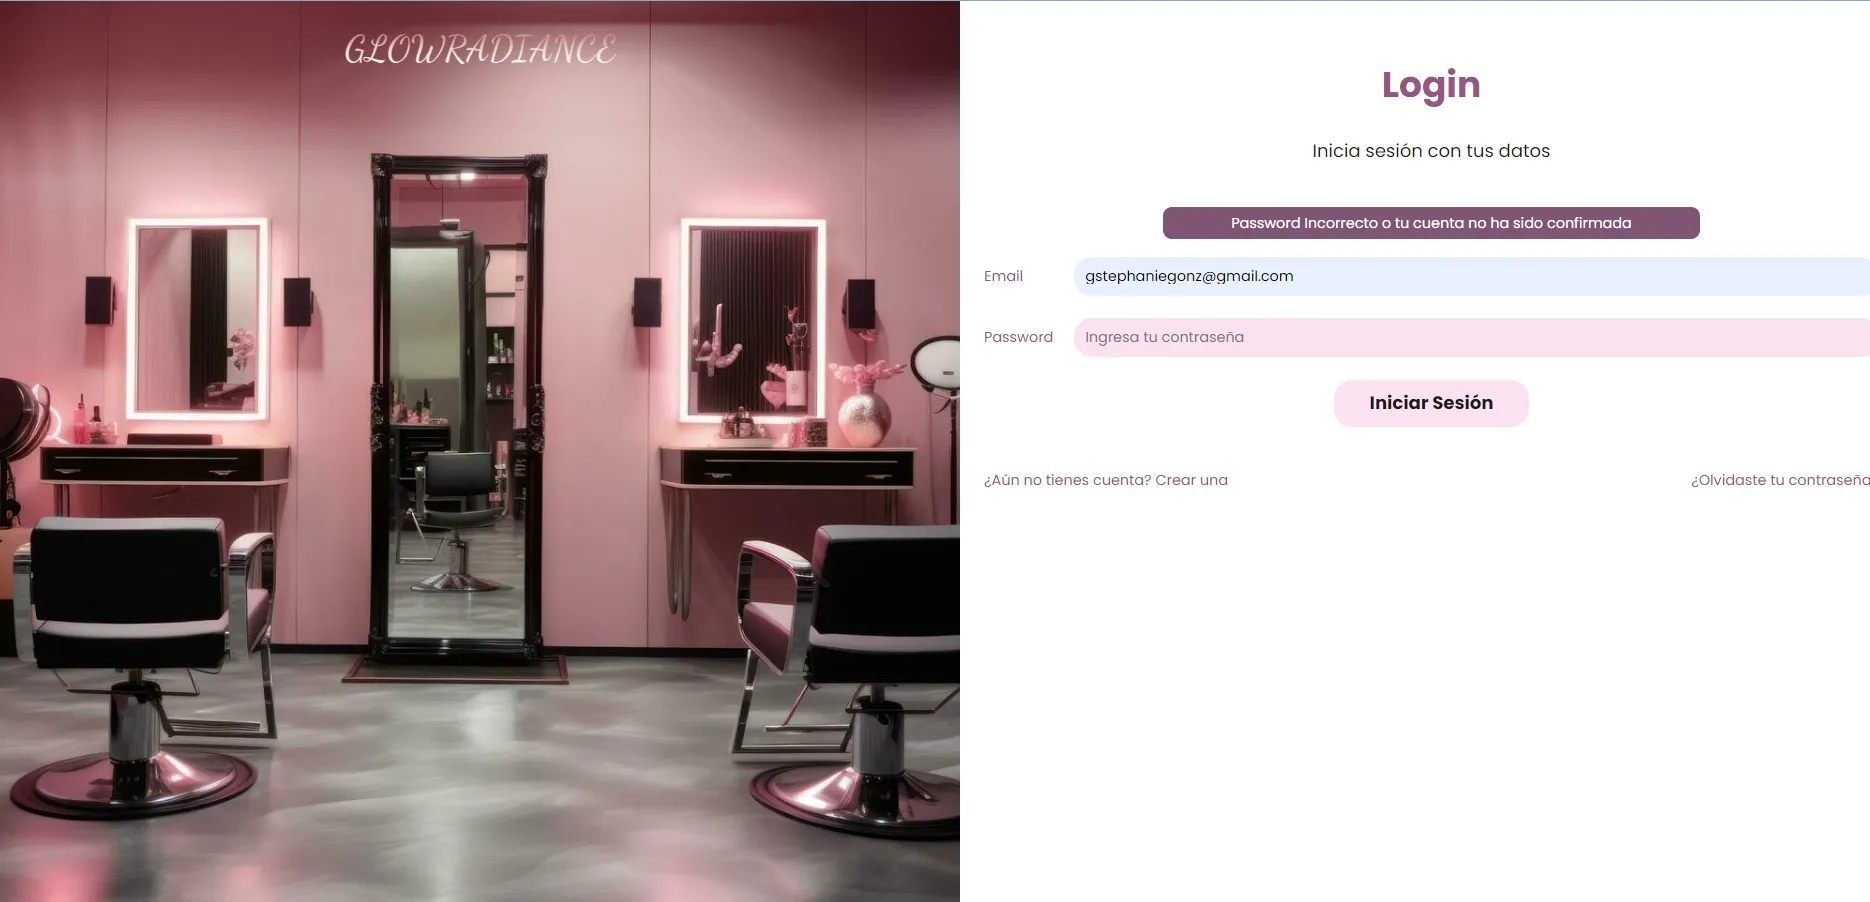 GLOWRADIANCE
Login
Inicia sesión con tus datos
Password Incorrecto o tu cuenta no ha sido confirmada
Email
gstephaniegonz@gmail.com
Password
Ingresa tu contraseña
Iniciar Sesión
¿Aún no tienes cuenta? Crear una
¿Olvidaste tu contraseña